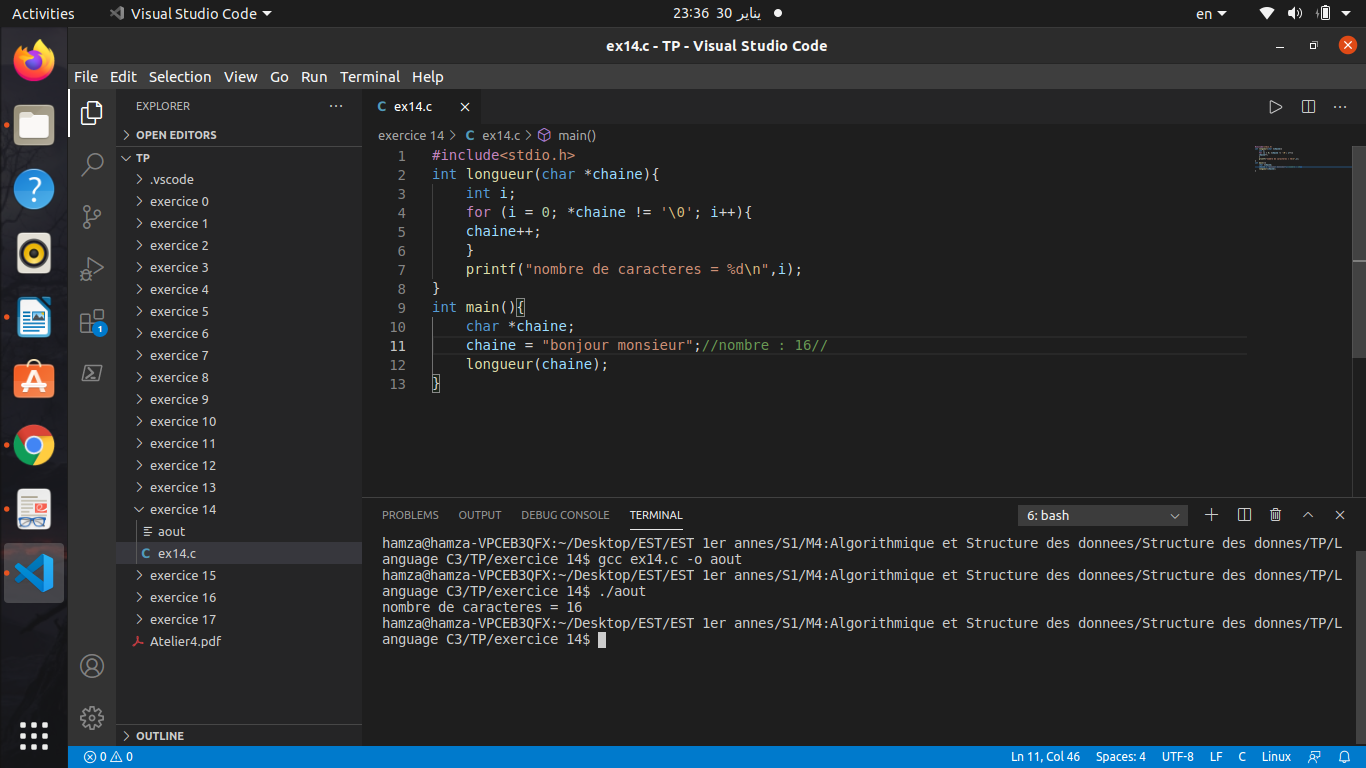 Activities
Visual Studio Code
23:36 30 يناير
en
ex14.c - TP - Visual Studio Code
File Edit Selection View Go Run Terminal Help
EXPLORER
OPEN EDITORS
TP
.vscode
exercice 0
exercice 1
exercice 2
exercice 3
exercice 4
exercice 5
exercice 6
exercice 7
exercice 8
exercice 9
exercice 10
exercice 11
exercice 12
exercice 13
exercice 14
aout
ex14.c
exercice 15
exercice 16
exercice 17
Atelier4.pdf
OUTLINE
1
ex14.c
exercice 14 > C ex14.c > main()
1 #include<stdio.h>
2 int longueur(char *chaine){
3 int i;
4 for (i = 0; *chaine != '\0'; i++){
5 chaine++;
6 }
7 printf("nombre de caracteres = %d\n",i);
8 }
9 int main(){
10 char *chaine;
11 chaine = "bonjour monsieur";//nombre : 16//
12 longueur(chaine);
13 }
PROBLEMS OUTPUT DEBUG CONSOLE TERMINAL
6: bash
hamza@hamza-VPCEB3QFX:~/Desktop/EST/EST 1er annes/S1/M4:Algorithmique et Structure des donnees/Structure des donnes/TP/L
anguage C3/TP/exercice 14$ gcc ex14.c -o aout
hamza@hamza-VPCEB3QFX:~/Desktop/EST/EST 1er annes/S1/M4:Algorithmique et Structure des donnees/Structure des donnes/TP/L
anguage C3/TP/exercice 14$ ./aout
nombre de caracteres = 16
hamza@hamza-VPCEB3QFX:~/Desktop/EST/EST 1er annes/S1/M4:Algorithmique et Structure des donnees/Structure des donnes/TP/L
anguage C3/TP/exercice 14$
0 0
Ln 11, Col 46 Spaces: 4 UTF-8 LF C Linux